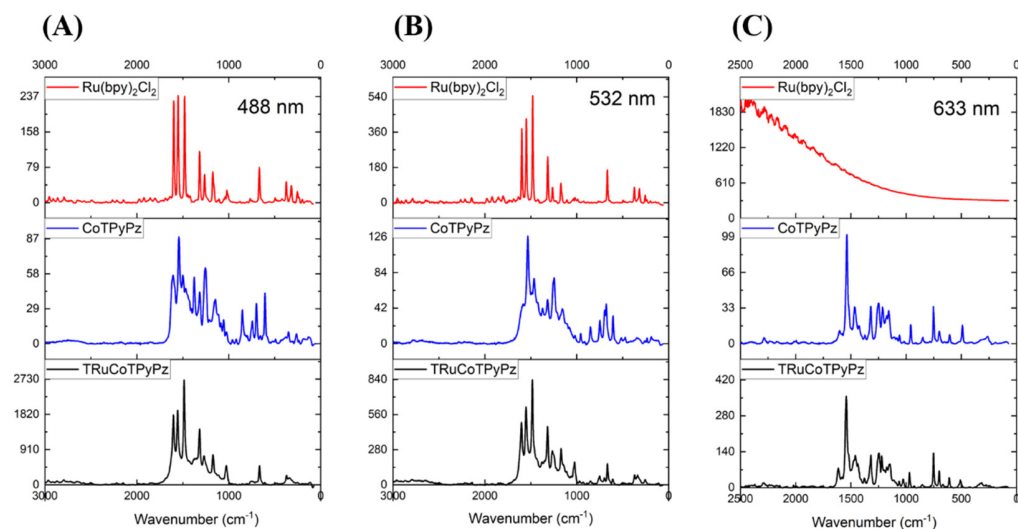 (A) (B) (C)
3000 2000 1000 0 3000 2000 1000 0 2500 2000 1500 1000 500 0
Ru(bpy)₂Cl₂ Ru(bpy)₂Cl₂ Ru(bpy)₂Cl₂
237 540 1830
488 nm 532 nm 633 nm
158 360 1220
79 180 610
0 0 0
CoTPyPz CoTPyPz CoTPyPz
87 126 99
58 84 66
29 42 33
0 0 0
TRuCoTPyPz TRuCoTPyPz TRuCoTPyPz
2730 840 420
1820 560 280
910 280 140
0 0 0
3000 2000 1000 0 3000 2000 1000 0 2500 2000 1500 1000 500 0
Wavenumber (cm⁻¹) Wavenumber (cm⁻¹) Wavenumber (cm⁻¹)